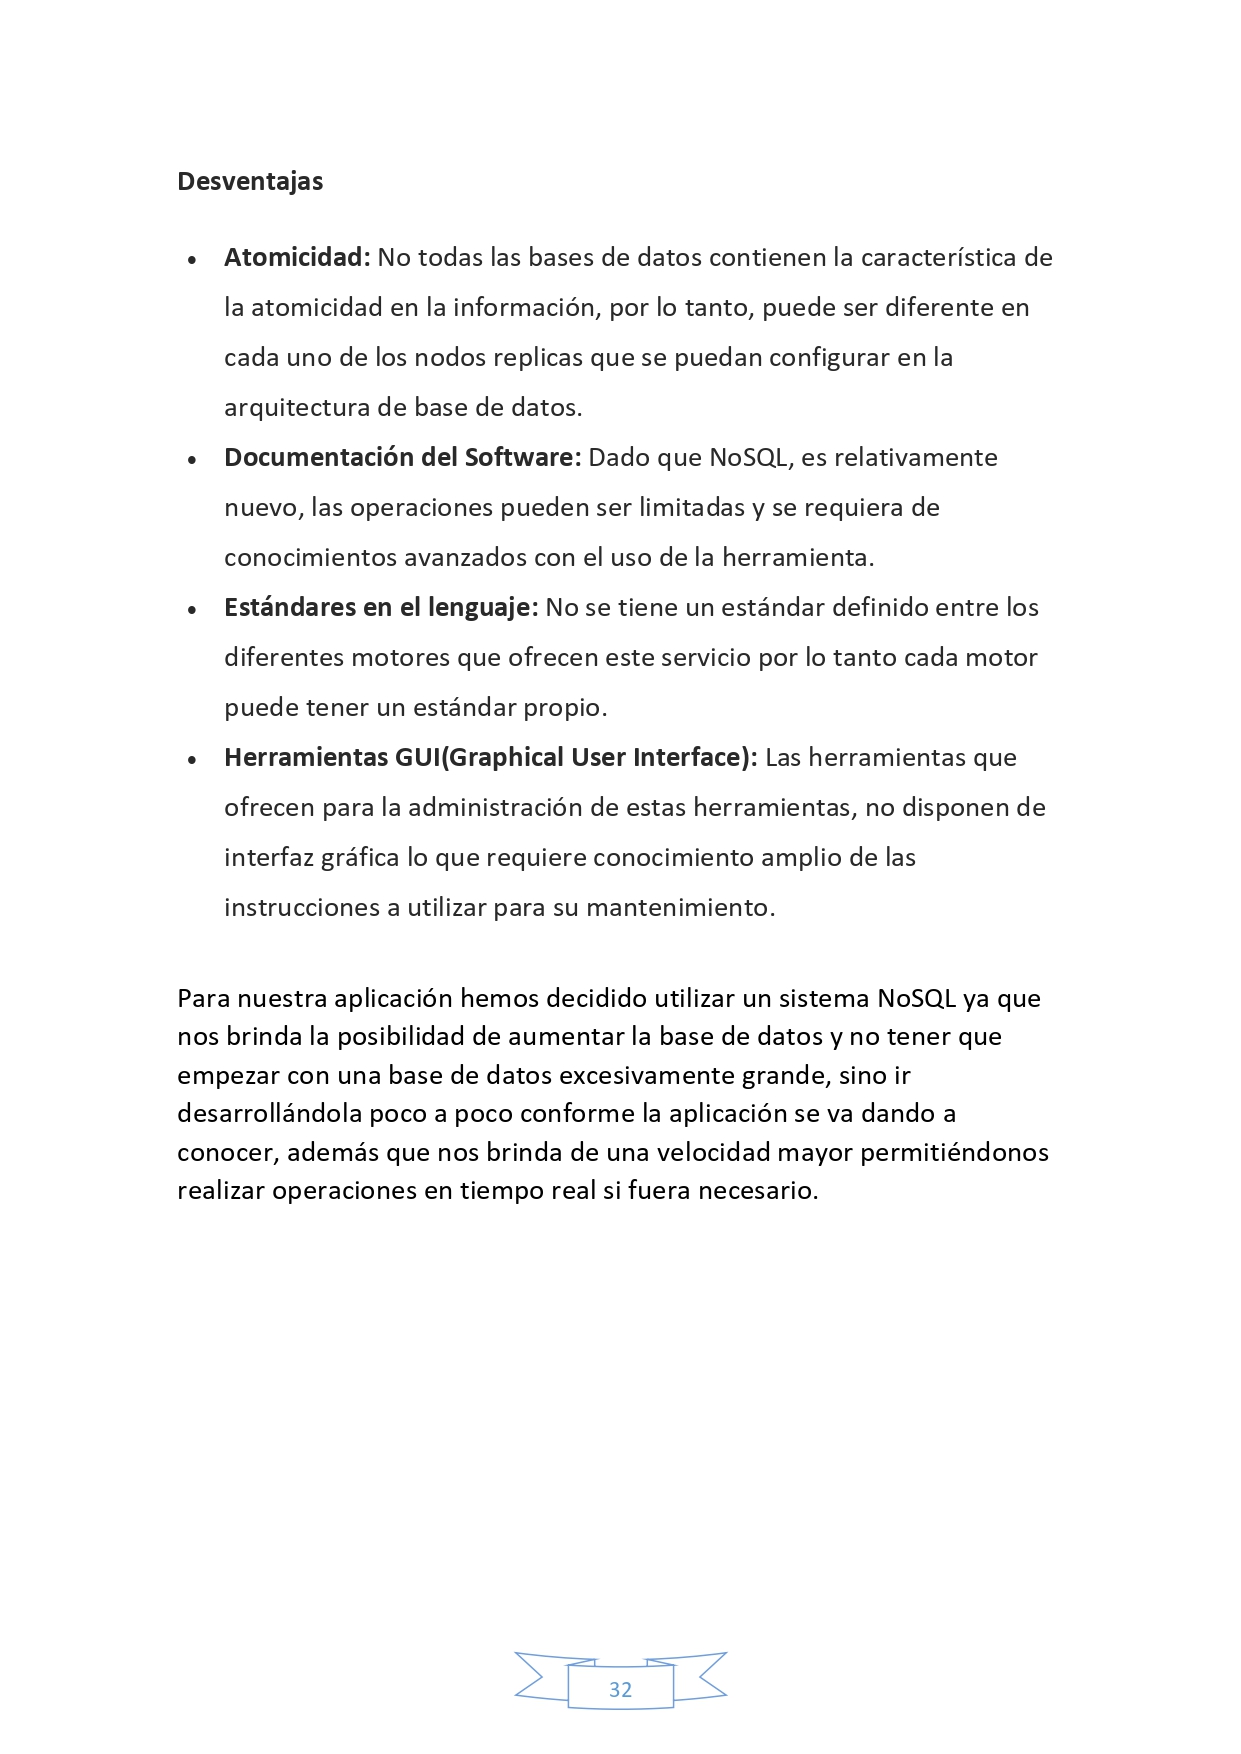 Desventajas
• Atomicidad: No todas las bases de datos contienen la característica de
la atomicidad en la información, por lo tanto, puede ser diferente en
cada uno de los nodos replicas que se puedan configurar en la
arquitectura de base de datos.
• Documentación del Software: Dado que NoSQL, es relativamente
nuevo, las operaciones pueden ser limitadas y se requiera de
conocimientos avanzados con el uso de la herramienta.
• Estándares en el lenguaje: No se tiene un estándar definido entre los
diferentes motores que ofrecen este servicio por lo tanto cada motor
puede tener un estándar propio.
• Herramientas GUI(Graphical User Interface): Las herramientas que
ofrecen para la administración de estas herramientas, no disponen de
interfaz gráfica lo que requiere conocimiento amplio de las
instrucciones a utilizar para su mantenimiento.
Para nuestra aplicación hemos decidido utilizar un sistema NoSQL ya que
nos brinda la posibilidad de aumentar la base de datos y no tener que
empezar con una base de datos excesivamente grande, sino ir
desarrollándola poco a poco conforme la aplicación se va dando a
conocer, además que nos brinda de una velocidad mayor permitiéndonos
realizar operaciones en tiempo real si fuera necesario.
32